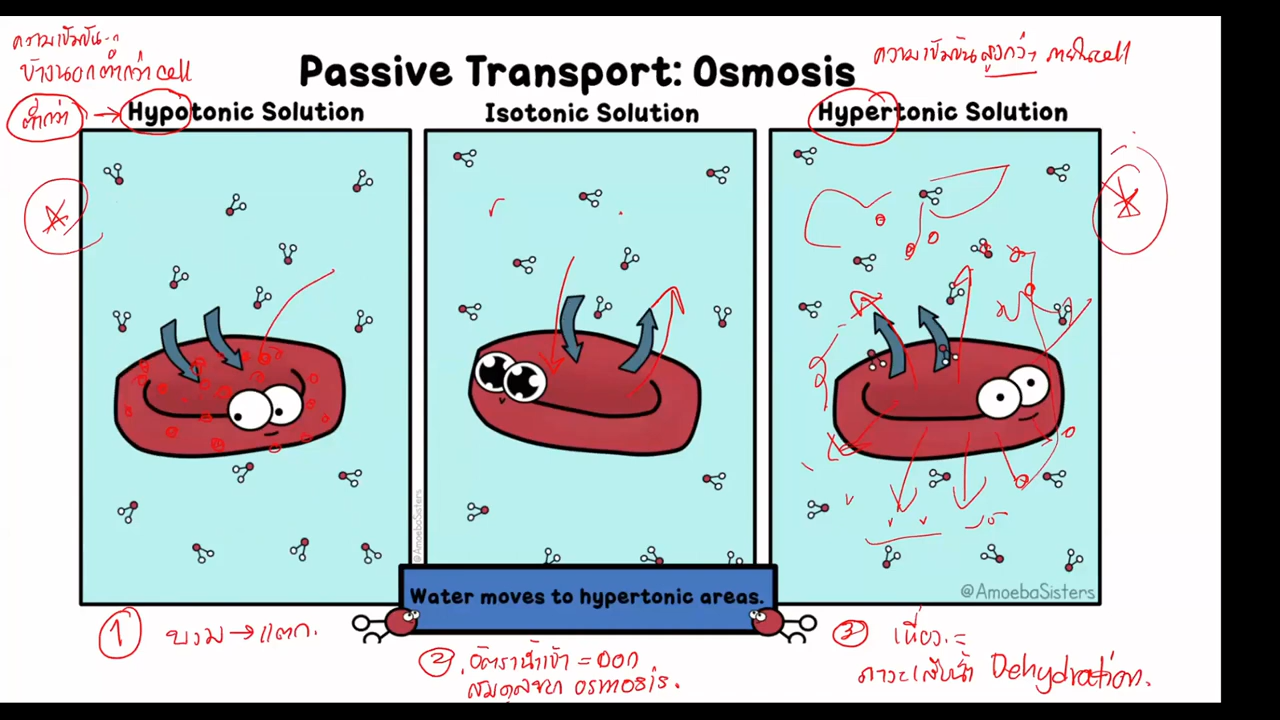 ความเข้มข้น
ข้างนอกต่ำกว่า cell
ความเข้มข้นสูงกว่า ภายใน cell
Passive Transport: Osmosis
ต่ำกว่า → Hypotonic Solution
Isotonic Solution
Hypertonic Solution
@AmoebaSisters
@AmoebaSisters
Water moves to hypertonic areas.
① บวม → แตก.
② อัตราน้ำเข้า = ออก
สมดุลของ osmosis.
③ เหี่ยว =
ภาวะเสียน้ำ Dehydration.